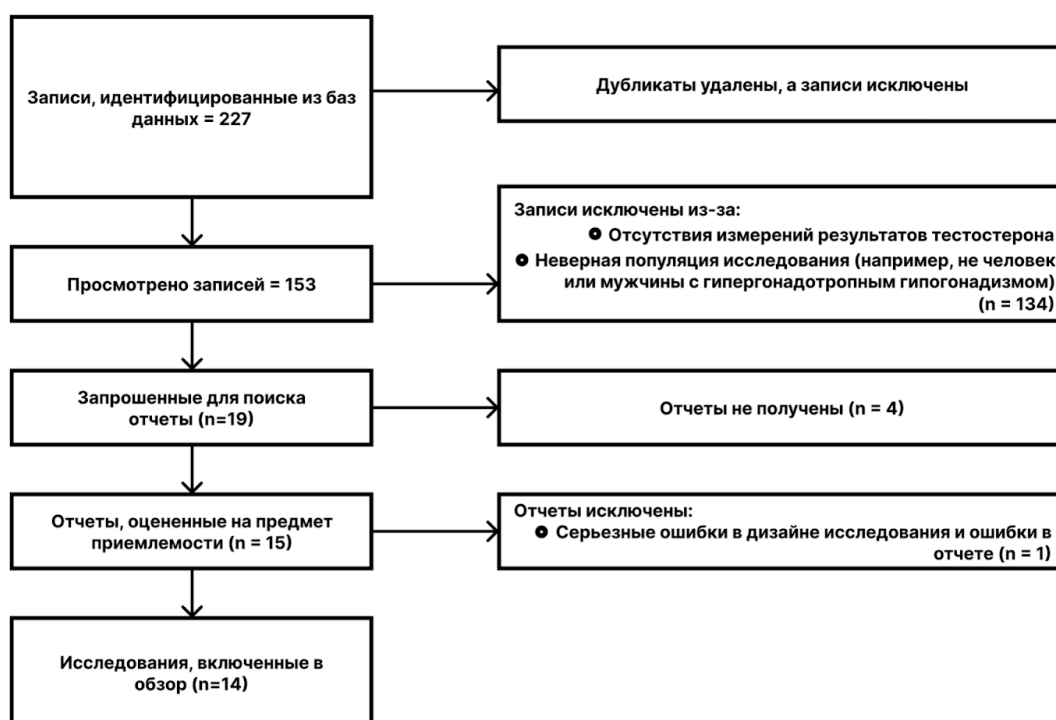 Записи, идентифицированные из баз
данных = 227
Дубликаты удалены, а записи исключены
Просмотрено записей = 153
Записи исключены из-за:
Отсутствия измерений результатов тестостерона
Неверная популяция исследования (например, не человек
или мужчины с гипергонадотропным гипогонадизмом)
(n = 134)
Запрошенные для поиска
отчеты (n=19)
Отчеты не получены (n = 4)
Отчеты, оцененные на предмет
приемлемости (n = 15)
Отчеты исключены:
Серьезные ошибки в дизайне исследования и ошибки в
отчете (n = 1)
Исследования, включенные в
обзор (n=14)